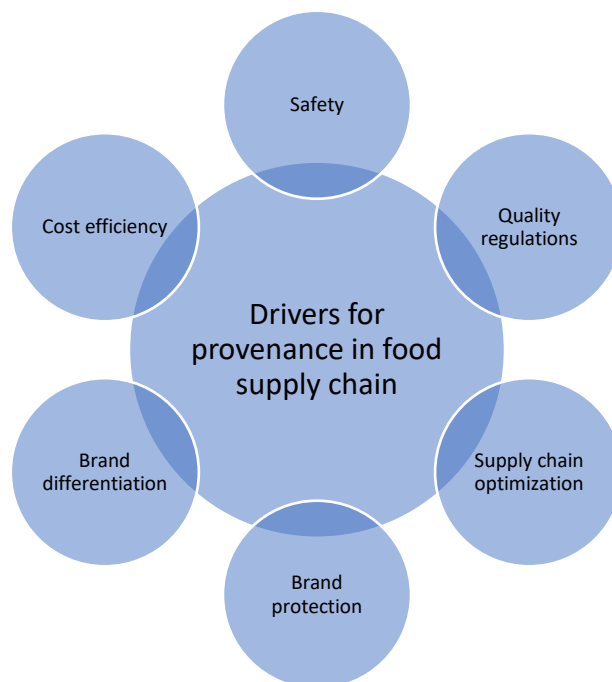 Safety
Quality
regulations
Supply chain
optimization
Brand
protection
Brand
differentiation
Cost efficiency
Drivers for
provenance in food
supply chain